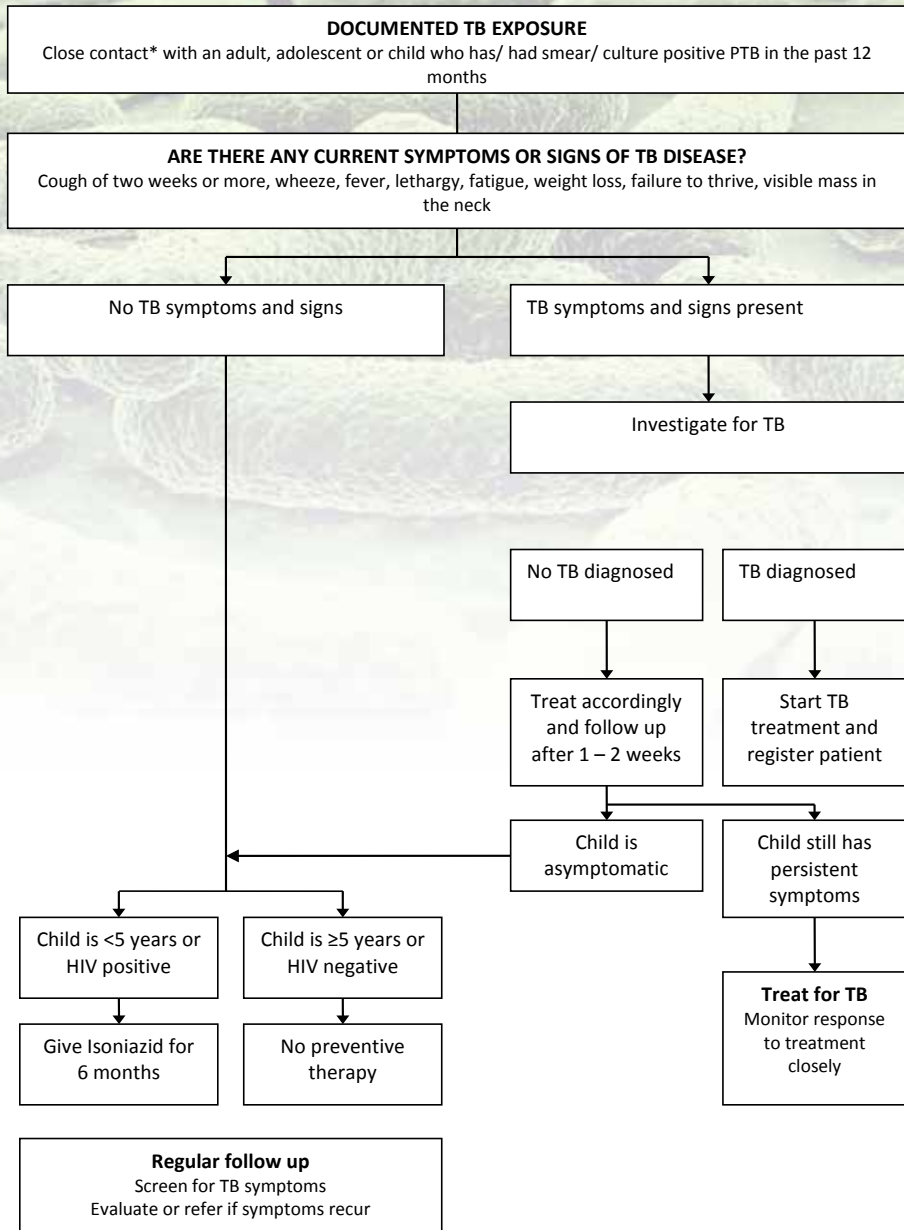 DOCUMENTED TB EXPOSURE
Close contact* with an adult, adolescent or child who has/ had smear/ culture positive PTB in the past 12
months
ARE THERE ANY CURRENT SYMPTOMS OR SIGNS OF TB DISEASE?
Cough of two weeks or more, wheeze, fever, lethargy, fatigue, weight loss, failure to thrive, visible mass in
the neck
No TB symptoms and signs
TB symptoms and signs present
Investigate for TB
No TB diagnosed
TB diagnosed
Treat accordingly
and follow up
after 1 – 2 weeks
Start TB
treatment and
register patient
Child is
asymptomatic
Child still has
persistent
symptoms
Child is <5 years or
HIV positive
Child is ≥5 years or
HIV negative
Give Isoniazid for
6 months
No preventive
therapy
Treat for TB
Monitor response
to treatment
closely
Regular follow up
Screen for TB symptoms
Evaluate or refer if symptoms recur